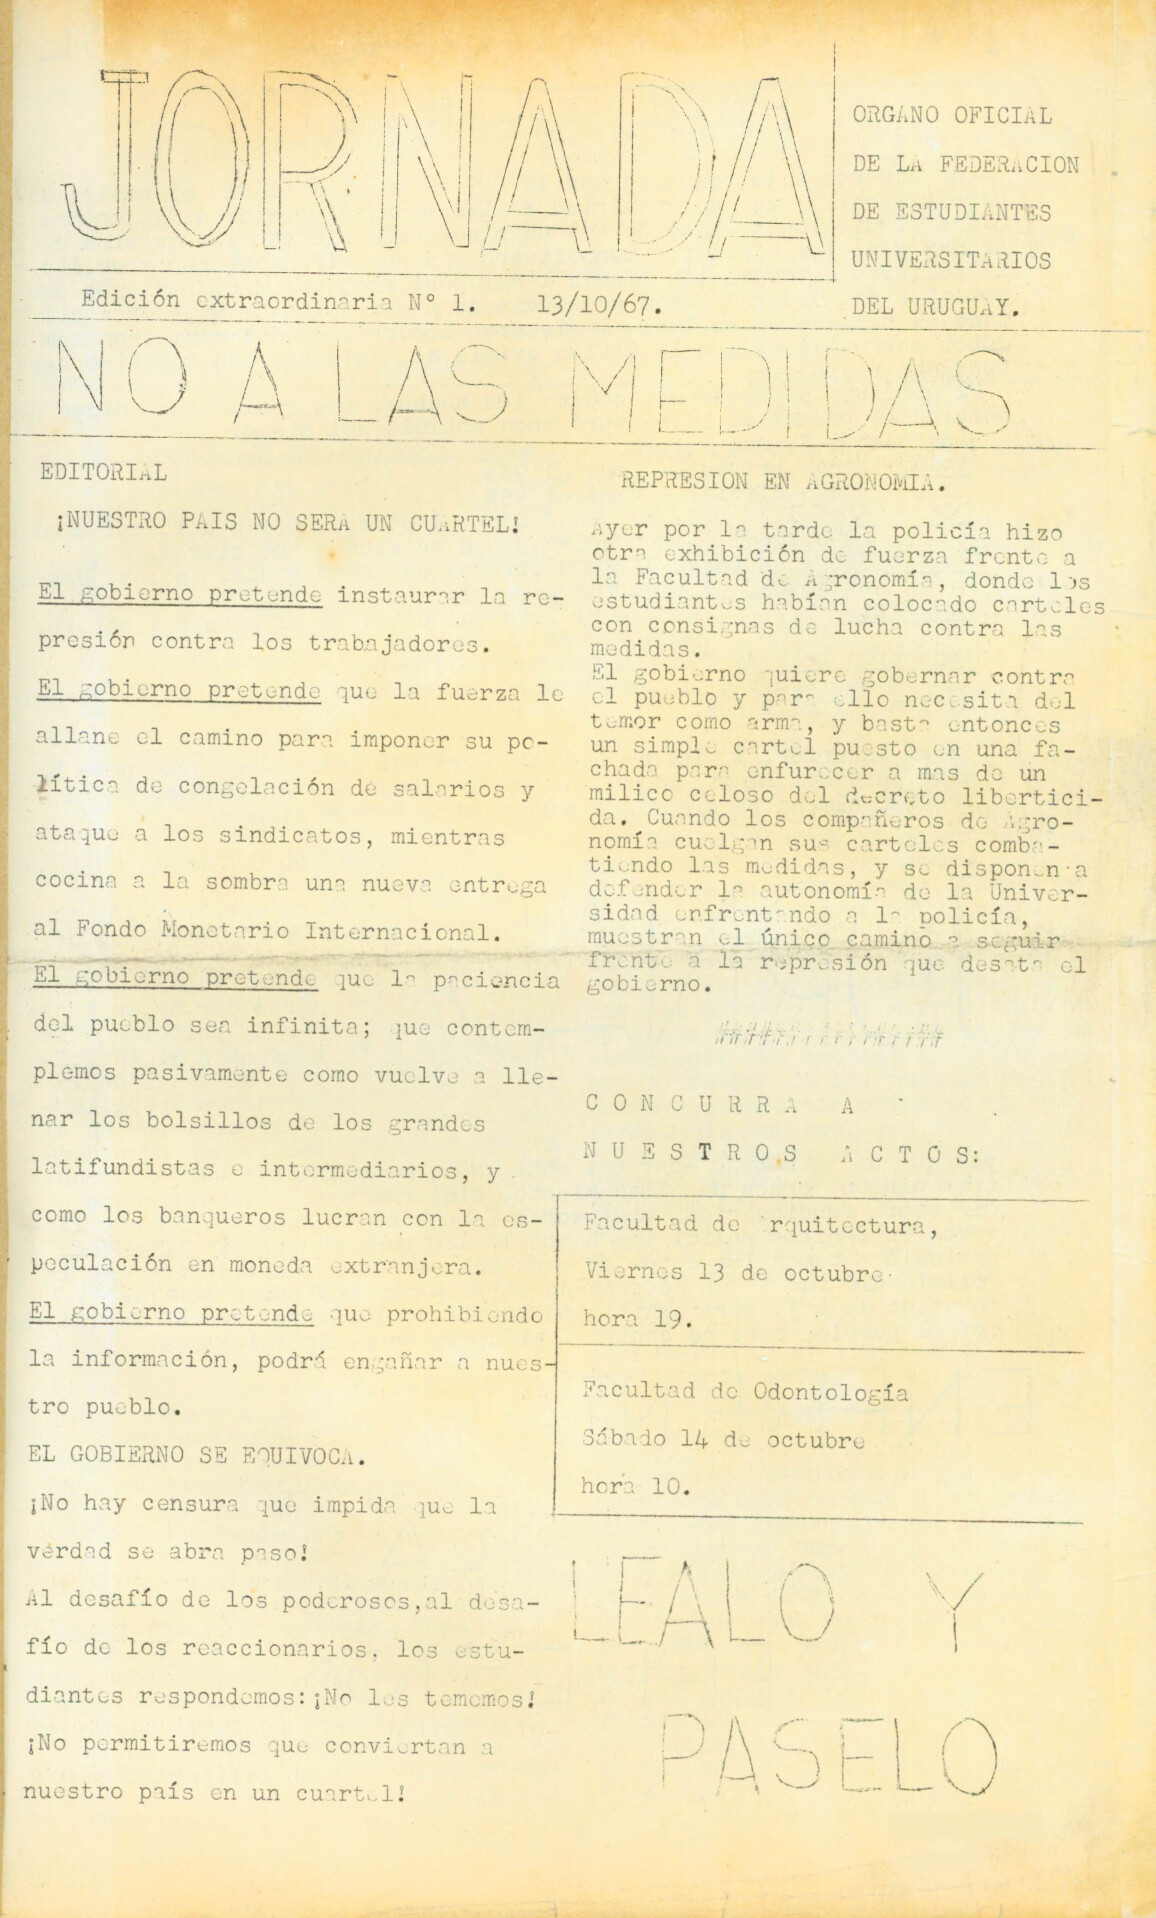 JORNADA
ORGANO OFICIAL
DE LA FEDERACION
DE ESTUDIANTES
UNIVERSITARIOS
DEL URUGUAY.
Edición extraordinaria N° 1. 13/10/67.
NO A LAS MEDIDAS
EDITORIAL
¡NUESTRO PAIS NO SERA UN CUARTEL!
El gobierno pretende instaurar la re-
presión contra los trabajadores.
El gobierno pretende que la fuerza le
allane el camino para imponer su po-
lítica de congelación de salarios y
ataque a los sindicatos, mientras
cocina a la sombra una nueva entrega
al Fondo Monetario Internacional.
El gobierno pretende que la paciencia
del pueblo sea infinita; que contem-
plemos pasivamente como vuelve a lle-
nar los bolsillos de los grandes
latifundistas e intermediarios, y
como los banqueros lucran con la es-
peculación en moneda extranjera.
El gobierno pretende que prohibiendo
la información, podrá engañar a nues-
tro pueblo.
EL GOBIERNO SE EQUIVOCA.
¡No hay censura que impida que la
verdad se abra paso!
Al desafío de los poderosos,al desa-
fío de los reaccionarios, los estu-
diantes respondemos:¡No les tememos!
¡No permitiremos que conviertan a
nuestro país en un cuartel!
REPRESION EN AGRONOMIA.
Ayer por la tarde la policía hizo
otra exhibición de fuerza frente a
la Facultad de Agronomía, donde los
estudiantes habían colocado carteles
con consignas de lucha contra las
medidas.
El gobierno quiere gobernar contra
el pueblo y para ello necesita del
temor como arma, y basta entonces
un simple cartel puesto en una fa-
chada para enfurecer a mas de un
milico celoso del decreto libertici-
da. Cuando los compañeros de Agro-
nomía cuelgan sus carteles comba-
tiendo las medidas, y se disponen a
defender la autonomía de la Univer-
sidad enfrentando a la policía,
muestran el único camino a seguir
frente a la represión que desata el
gobierno.
################
CONCURRA A
NUESTROS ACTOS:
Facultad de Arquitectura,
Viernes 13 de octubre
hora 19.
Facultad de Odontología
Sábado 14 de octubre
hora 10.
LEALO Y
PASELO